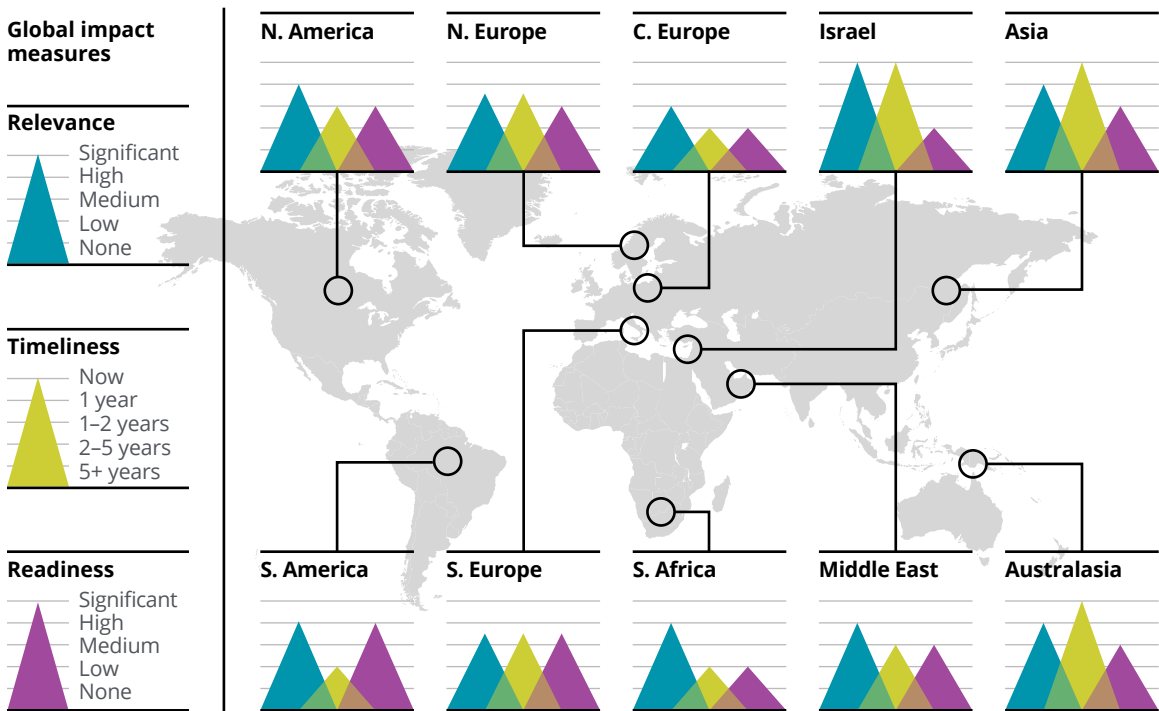 Global impact
measures
Relevance
Significant
High
Medium
Low
None
Timeliness
Now
1 year
1–2 years
2–5 years
5+ years
Readiness
Significant
High
Medium
Low
None
N. America
N. Europe
C. Europe
Israel
Asia
S. America
S. Europe
S. Africa
Middle East
Australasia